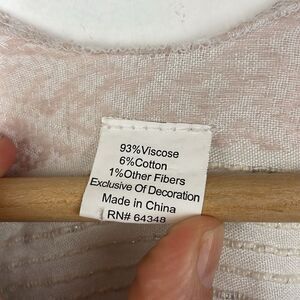 93%Viscose
6%Cotton
1%Other Fibers
Exclusive Of Decoration
Made in China
RN# 64348